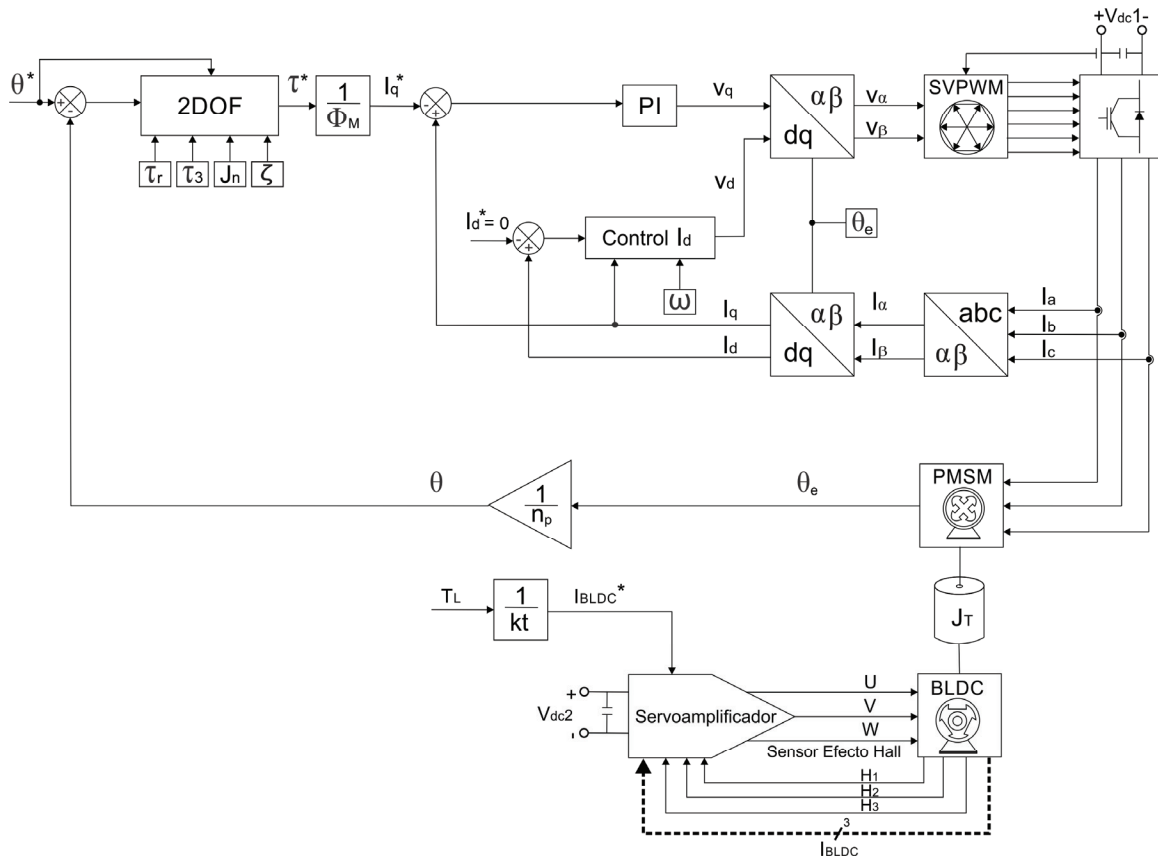 +Vdc1-
θ*
+
-
2DOF
τ*
1
ΦM
Iq*
+
-
PI
vq
αβ
dq
vα
vβ
SVPWM
τr
τ3
Jn
ζ
vd
Id*=0
-
+
Control Id
ω
θe
Iq
Id
αβ
dq
Iα
Iβ
abc
αβ
Ia
Ib
Ic
θ
1
np
θe
PMSM
TL
1
kt
IBLDC*
JT
+
Vdc2
-
Servoamplificador
U
V
W
BLDC
Sensor Efecto Hall
H1
H2
H3
3
IBLDC